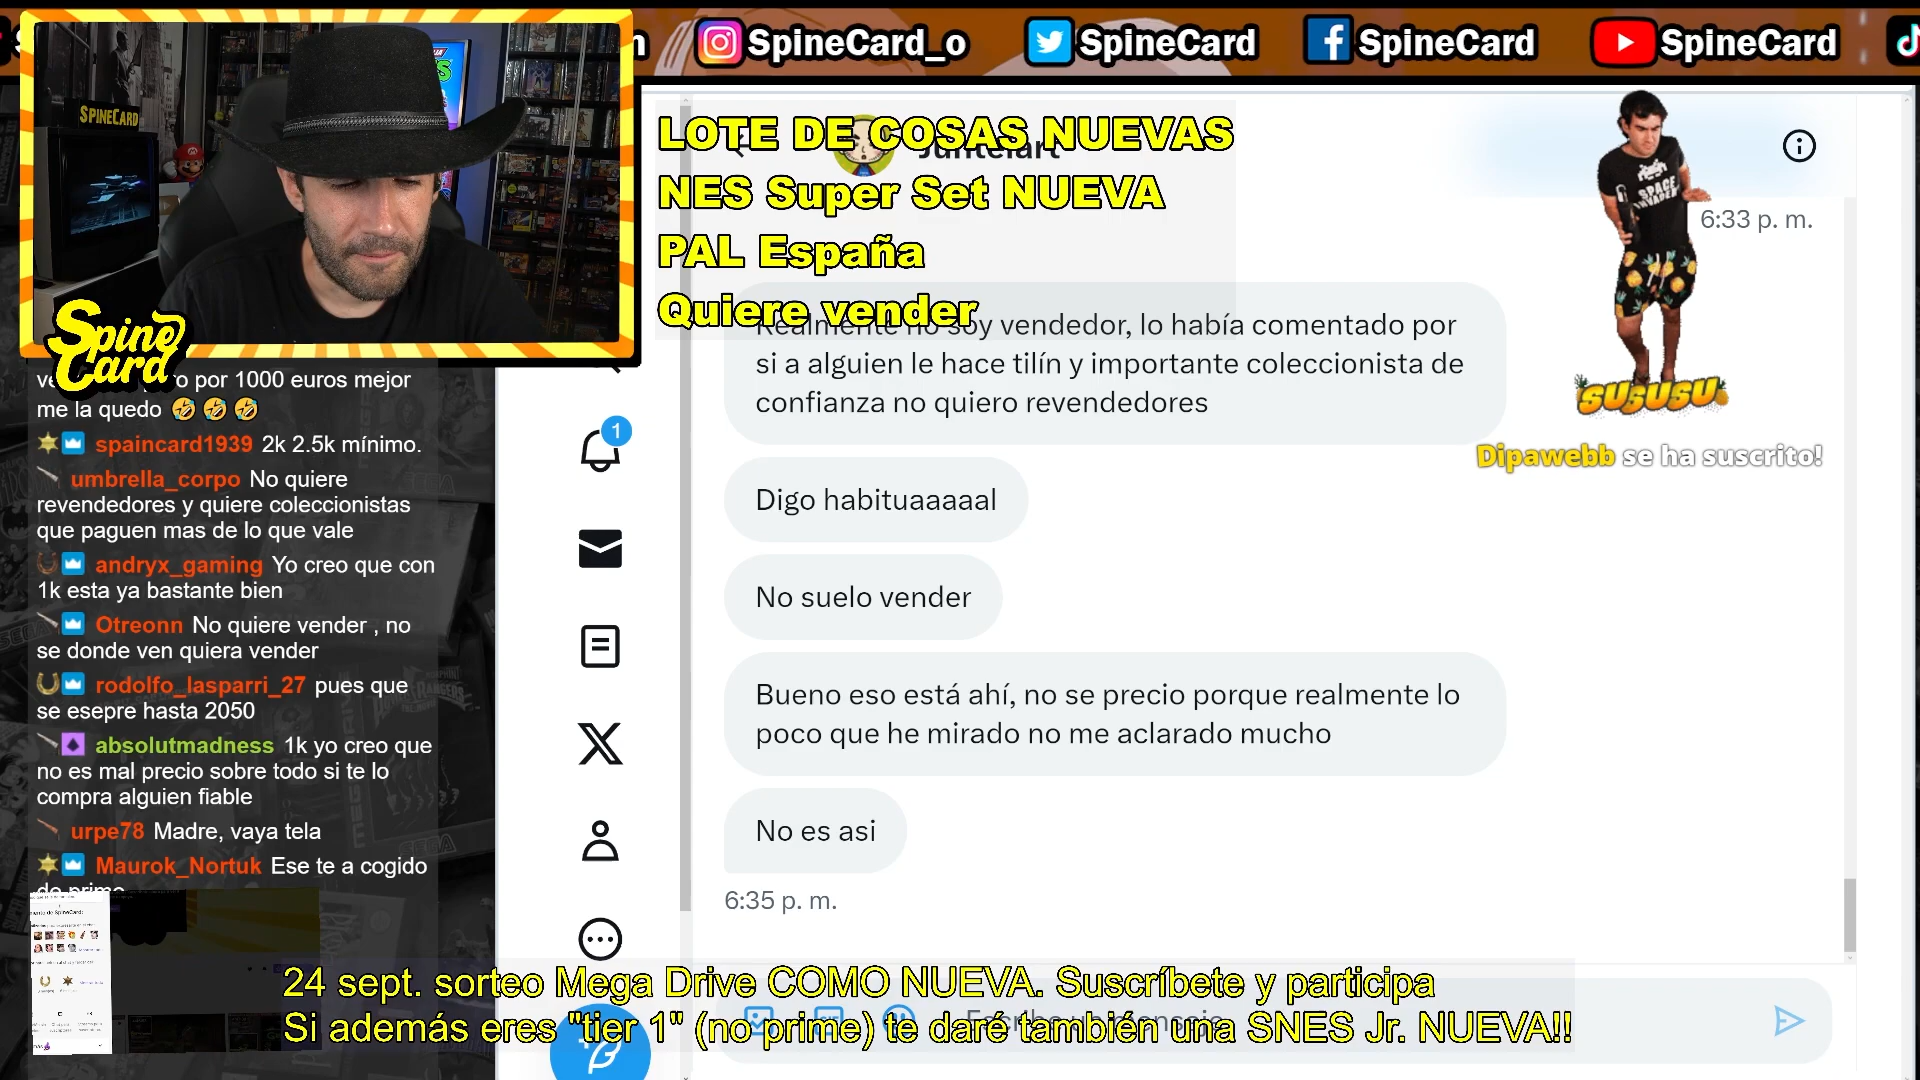 SpineCard_o
SpineCard
SpineCard
SpineCard
SPINECARD
Spine
Card
LOTE DE COSAS NUEVAS
NES Super Set NUEVA
PAL España
Quiere vender
6:33 p. m.
Realmente no soy vendedor, lo había comentado por
si a alguien le hace tilín y importante coleccionista de
confianza no quiero revendedores
SPACE
SUSUSU
Dipawebb se ha suscrito!
1
Digo habituaaaaal
No suelo vender
Bueno eso está ahí, no se precio porque realmente lo
poco que he mirado no me aclarado mucho
No es asi
6:35 p. m.
por 1000 euros mejor
me la quedo 🤣 🤣 🤣
spaincard1939 2k 2.5k mínimo.
umbrella_corpo No quiere
revendedores y quiere coleccionistas
que paguen mas de lo que vale
andryx_gaming Yo creo que con
1k esta ya bastante bien
Otreonn No quiere vender , no
se donde ven quiera vender
rodolfo_lasparri_27 pues que
se esepre hasta 2050
absolutmadness 1k yo creo que
no es mal precio sobre todo si te lo
compra alguien fiable
urpe78 Madre, vaya tela
Maurok_Nortuk Ese te a cogido
de primo
24 sept. sorteo Mega Drive COMO NUEVA. Suscríbete y participa
Si además eres "tier 1" (no prime) te daré también una SNES Jr. NUEVA!!